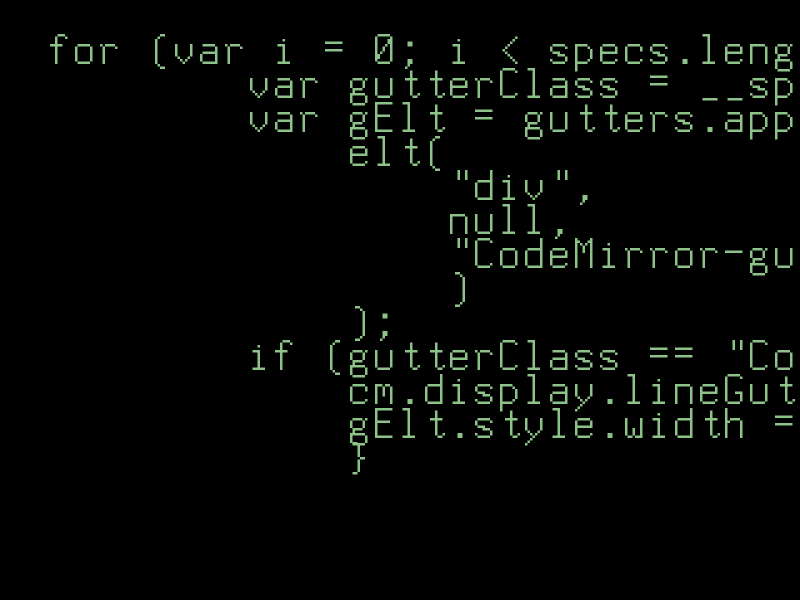 for (var i = 0; i < specs.leng
var gutterClass = __sp
var gElt = gutters.app
elt(
"div",
null,
"CodeMirror-gu
)
);
if (gutterClass == "Co
cm.display.lineGut
gElt.style.width =
}